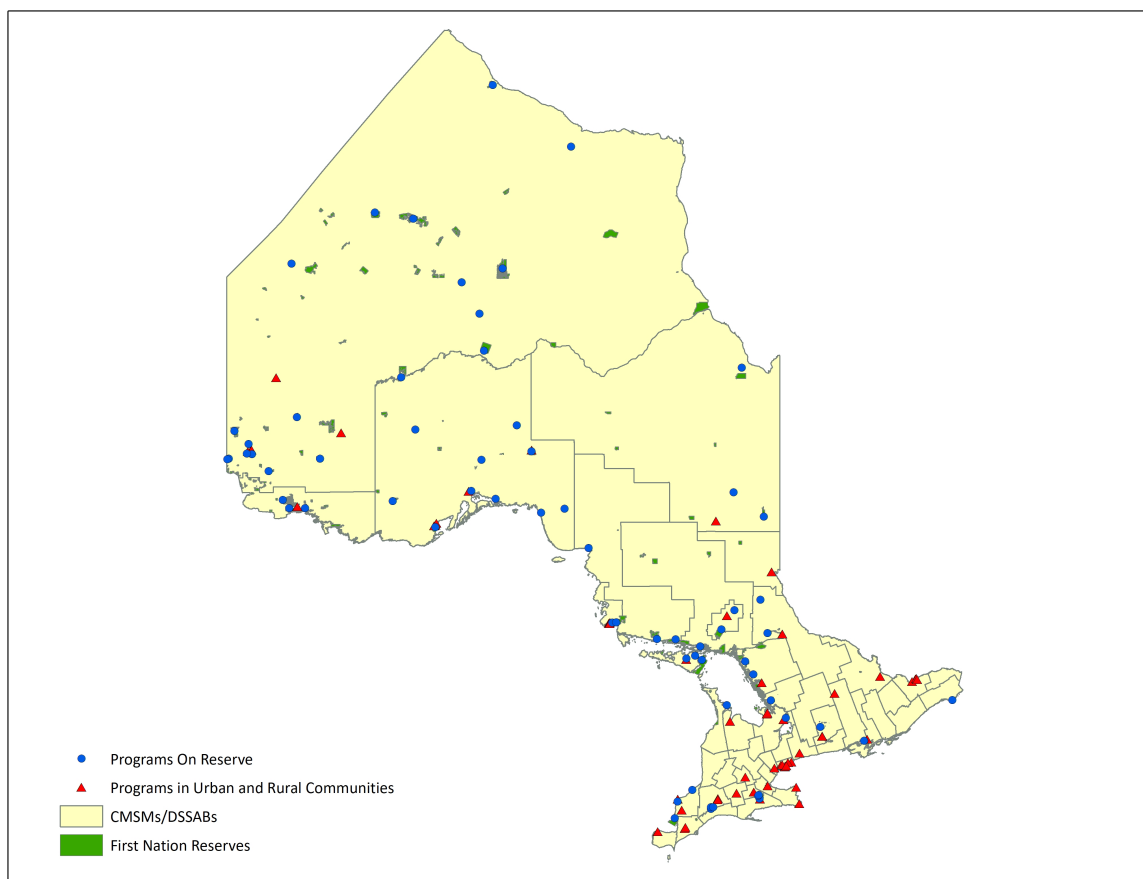 Programs On Reserve
Programs in Urban and Rural Communities
CMSMs/DSSABs
First Nation Reserves